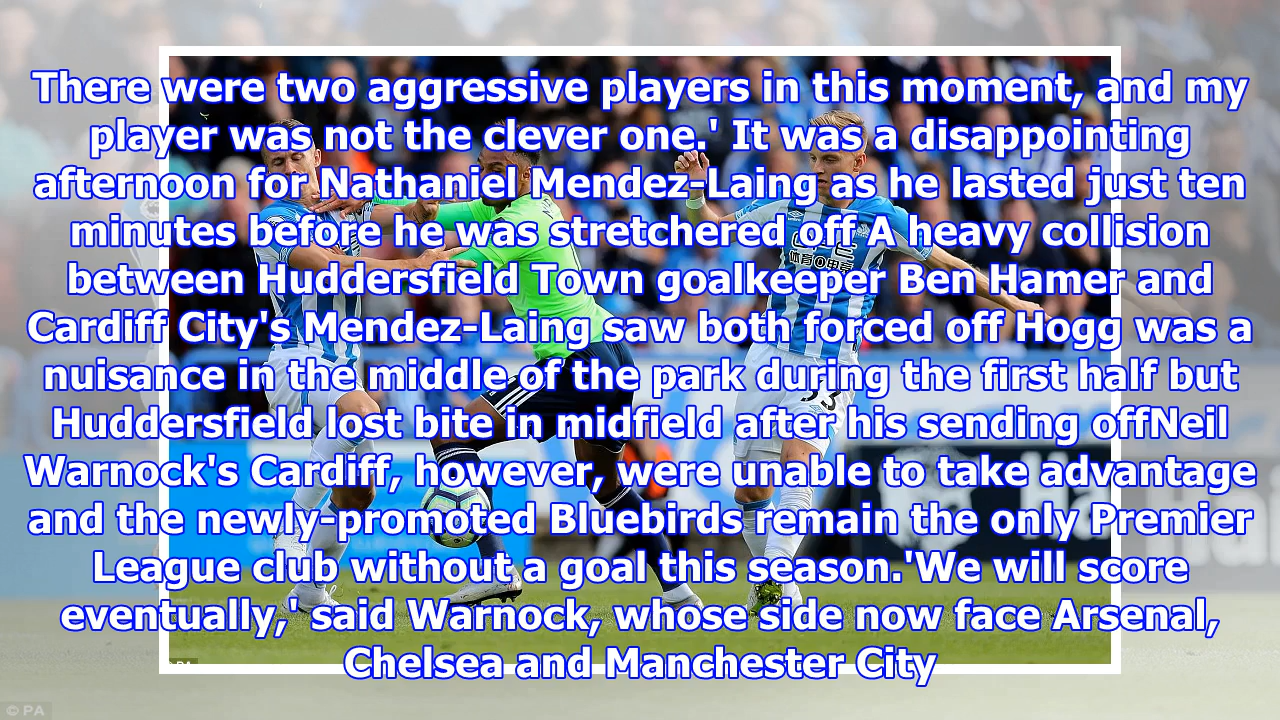 There were two aggressive players in this moment, and my
player was not the clever one.' It was a disappointing
afternoon for Nathaniel Mendez-Laing as he lasted just ten
minutes before he was stretchered off A heavy collision
between Huddersfield Town goalkeeper Ben Hamer and
Cardiff City's Mendez-Laing saw both forced off Hogg was a
nuisance in the middle of the park during the first half but
Huddersfield lost bite in midfield after his sending offNeil
Warnock's Cardiff, however, were unable to take advantage
and the newly-promoted Bluebirds remain the only Premier
League club without a goal this season.'We will score
eventually,' said Warnock, whose side now face Arsenal,
Chelsea and Manchester City
© PA